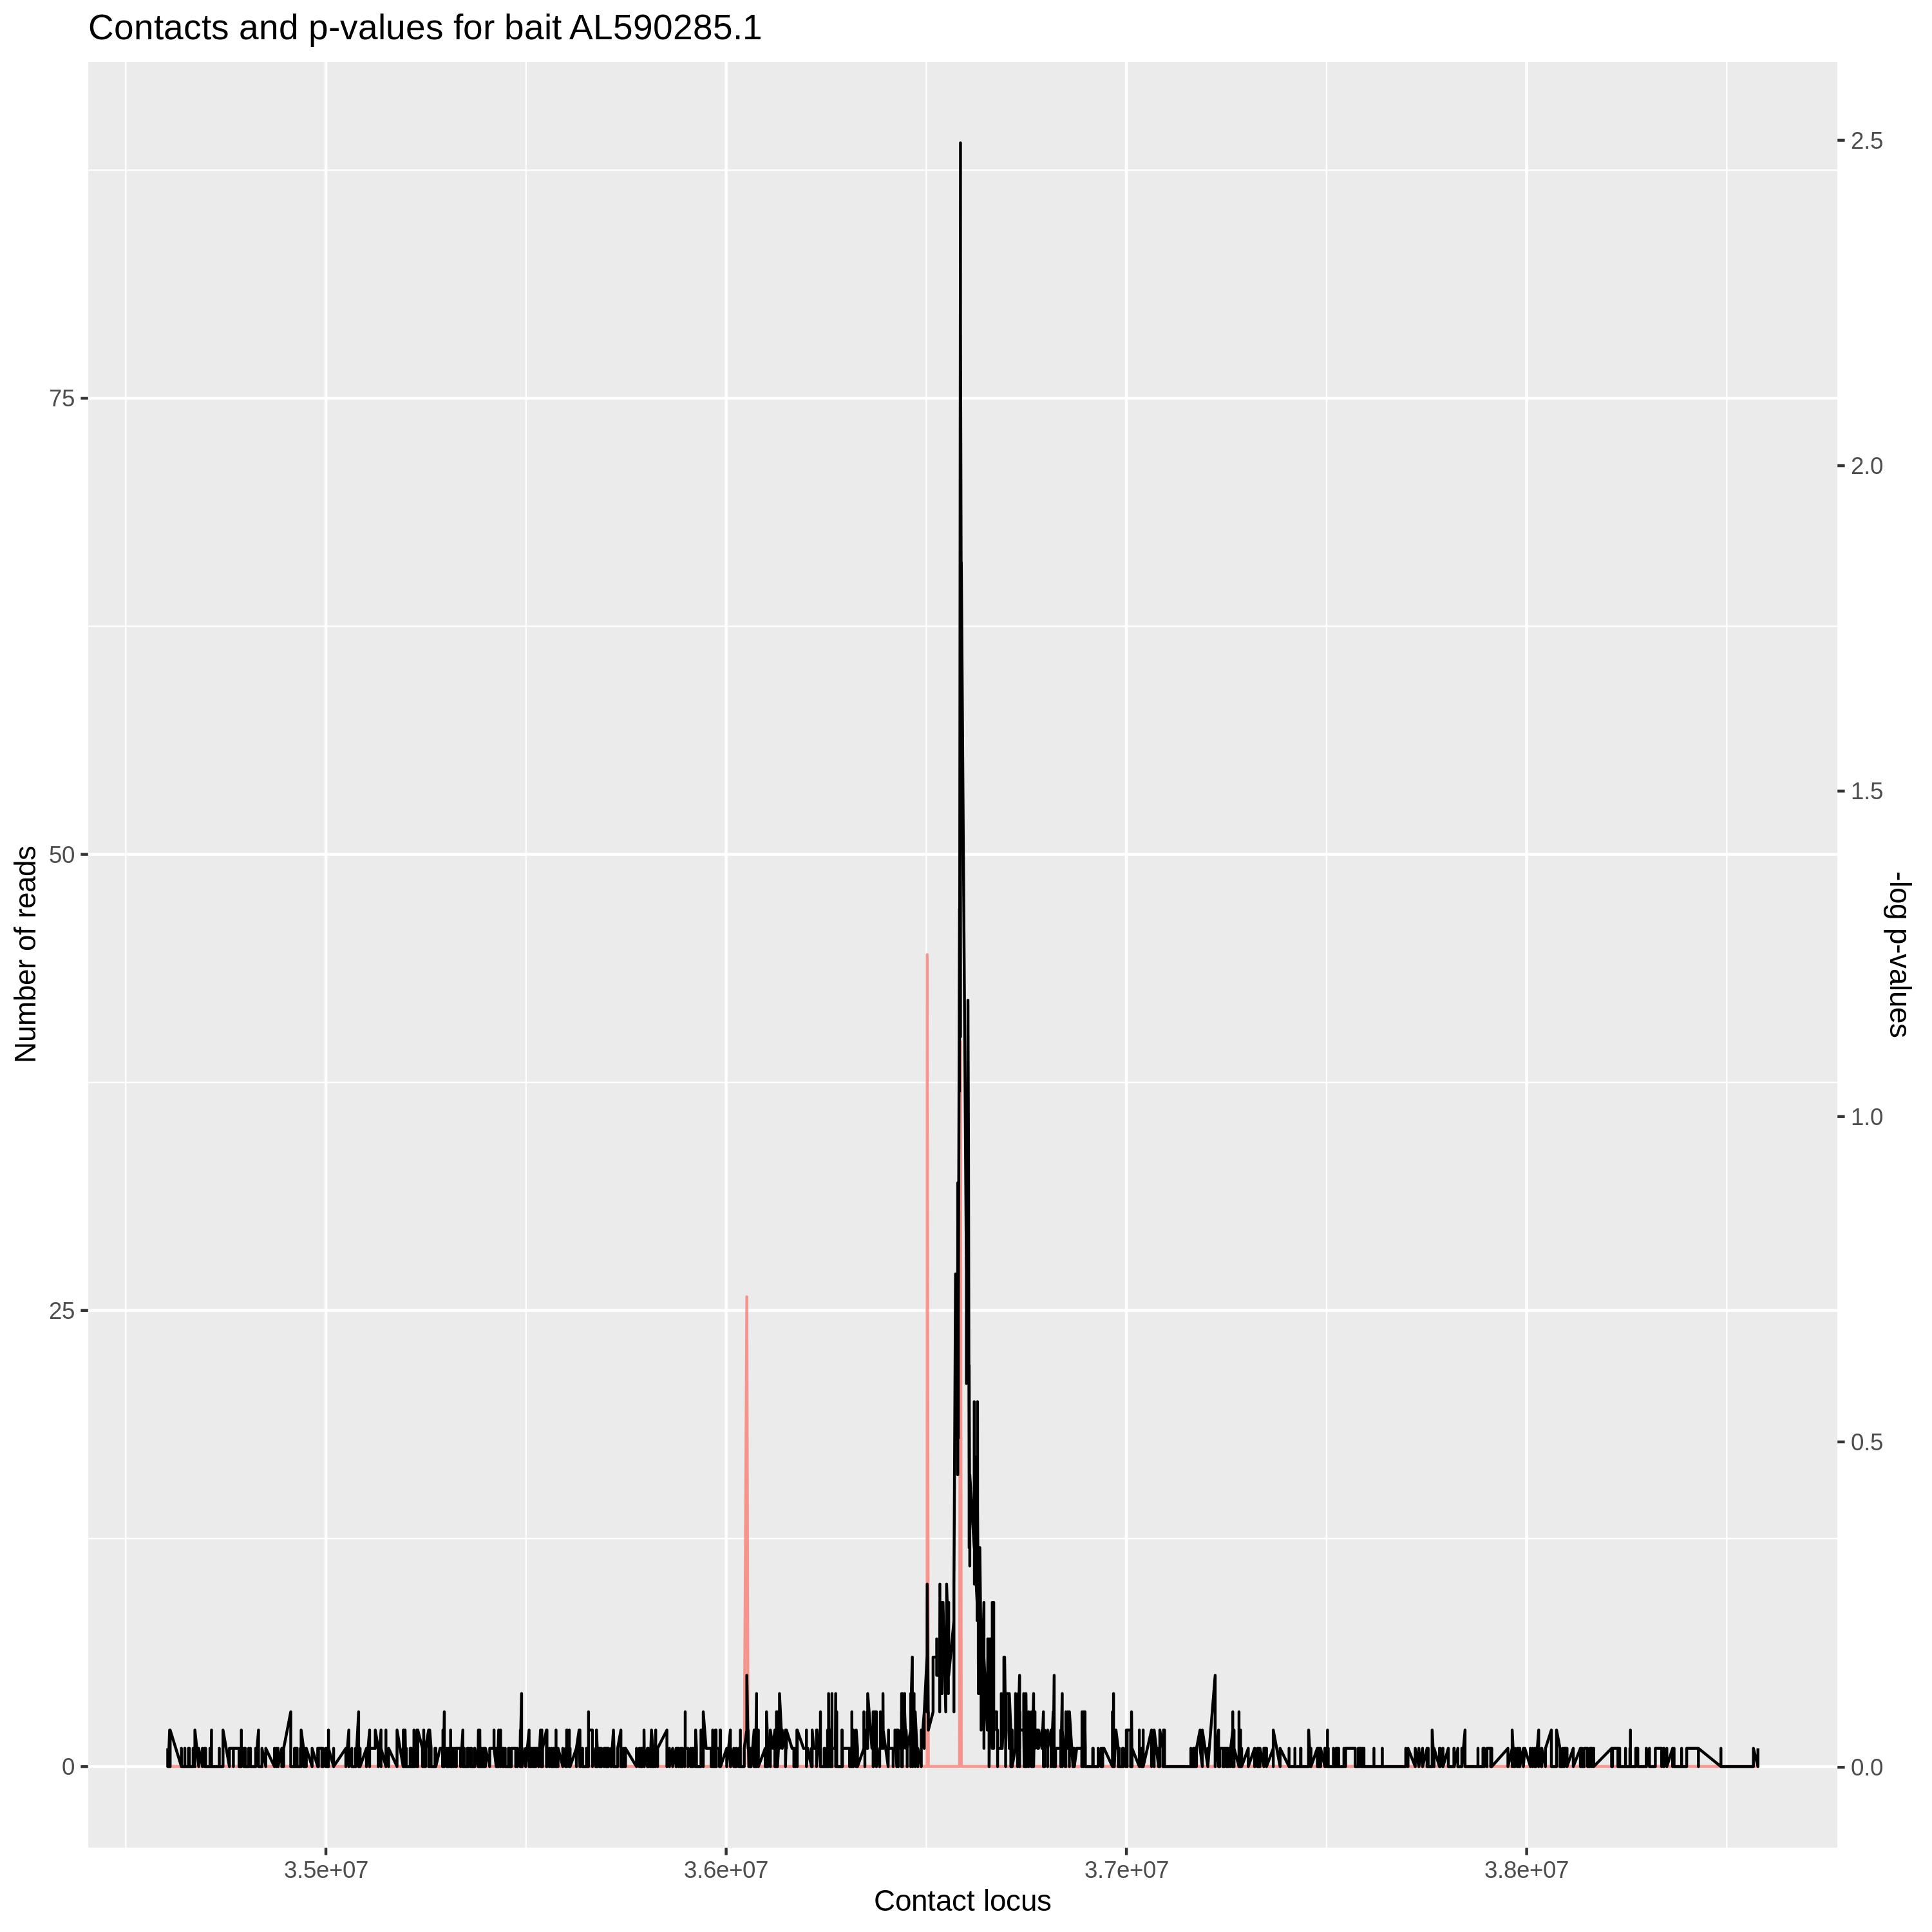 Contacts and p-values for bait AL590285.1
75
50
25
0
2.5
2.0
1.5
1.0
0.5
0.0
Number of reads
-log p-values
3.5e+07
3.6e+07
3.7e+07
3.8e+07
Contact locus